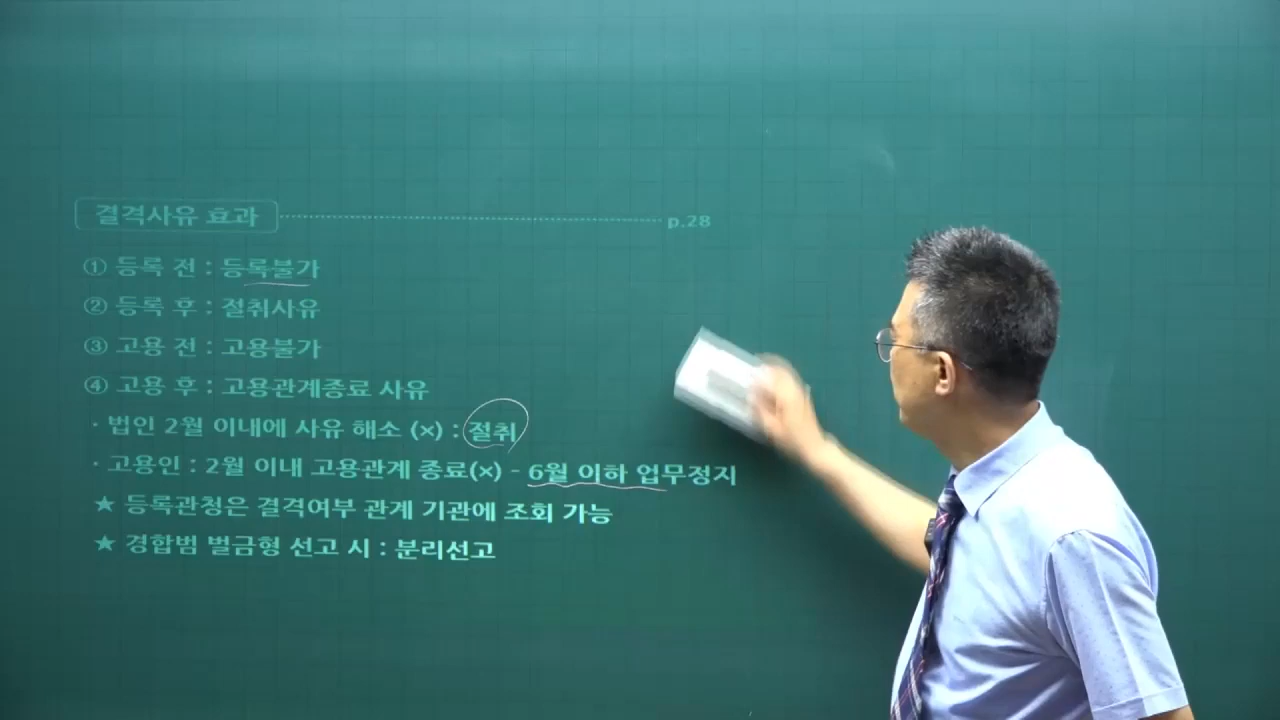 결격사유 효과 p.28
① 등록 전 : 등록불가
② 등록 후 : 절취사유
③ 고용 전 : 고용불가
④ 고용 후 : 고용관계종료 사유
· 법인 2월 이내에 사유 해소 (×) : 절취
· 고용인 : 2월 이내 고용관계 종료(×) - 6월 이하 업무정지
★ 등록관청은 결격여부 관계 기관에 조회 가능
★ 경합범 벌금형 선고 시 : 분리선고